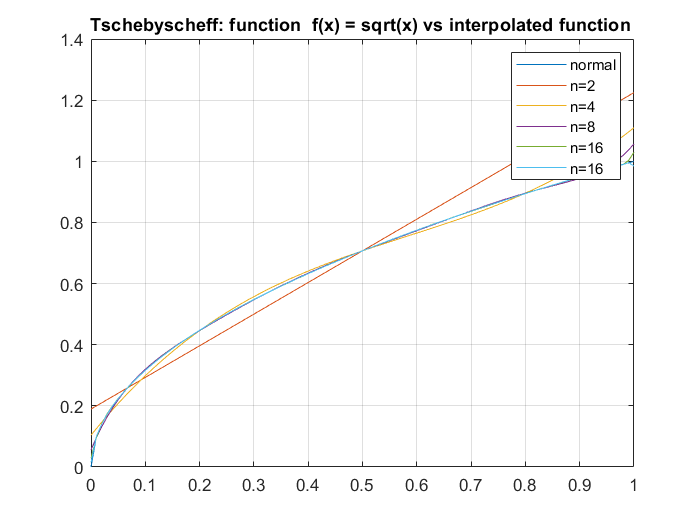 Tschebyscheff: function  f(x) = sqrt(x) vs interpolated function
1.4
1.2
1
0.8
0.6
0.4
0.2
0
normal
n=2
n=4
n=8
n=16
n=16
0 0.1 0.2 0.3 0.4 0.5 0.6 0.7 0.8 0.9 1